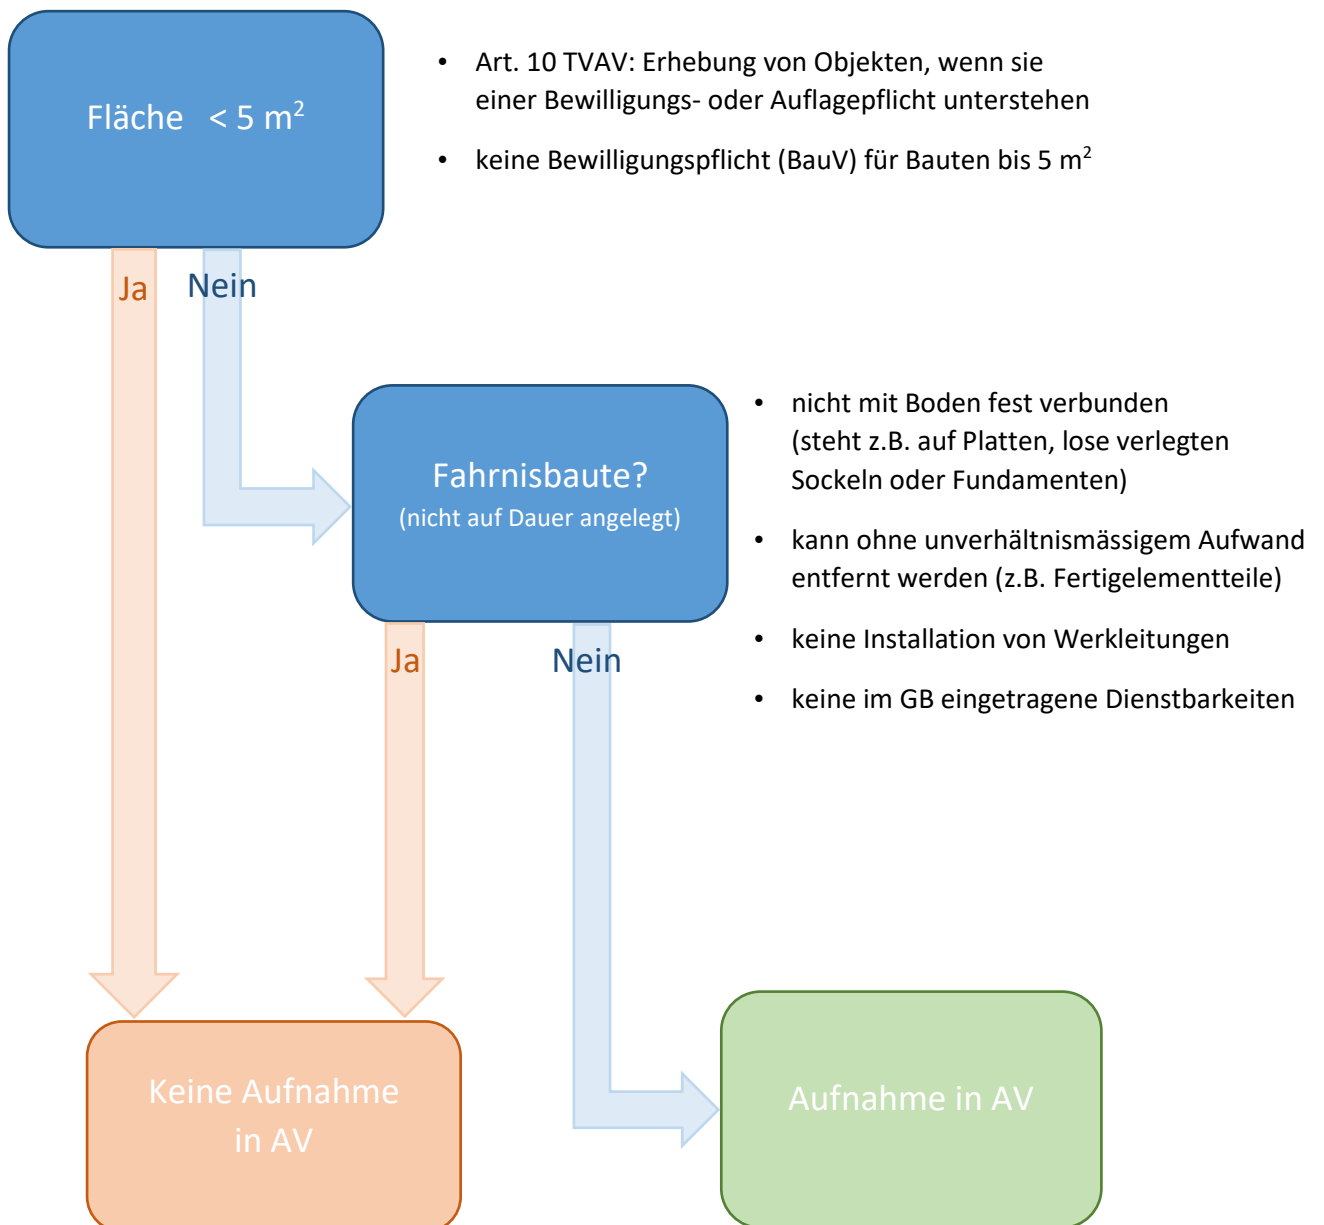 Fläche < 5 m²
• Art. 10 TVAV: Erhebung von Objekten, wenn sie
einer Bewilligungs- oder Auflagepflicht unterstehen
• keine Bewilligungspflicht (BauV) für Bauten bis 5 m²
Ja
Nein
Fahrnisbaute?
(nicht auf Dauer angelegt)
• nicht mit Boden fest verbunden
(steht z.B. auf Platten, lose verlegten
Sockeln oder Fundamenten)
• kann ohne unverhältnismässigem Aufwand
entfernt werden (z.B. Fertigelementteile)
• keine Installation von Werkleitungen
• keine im GB eingetragene Dienstbarkeiten
Ja
Nein
Keine Aufnahme
in AV
Aufnahme in AV